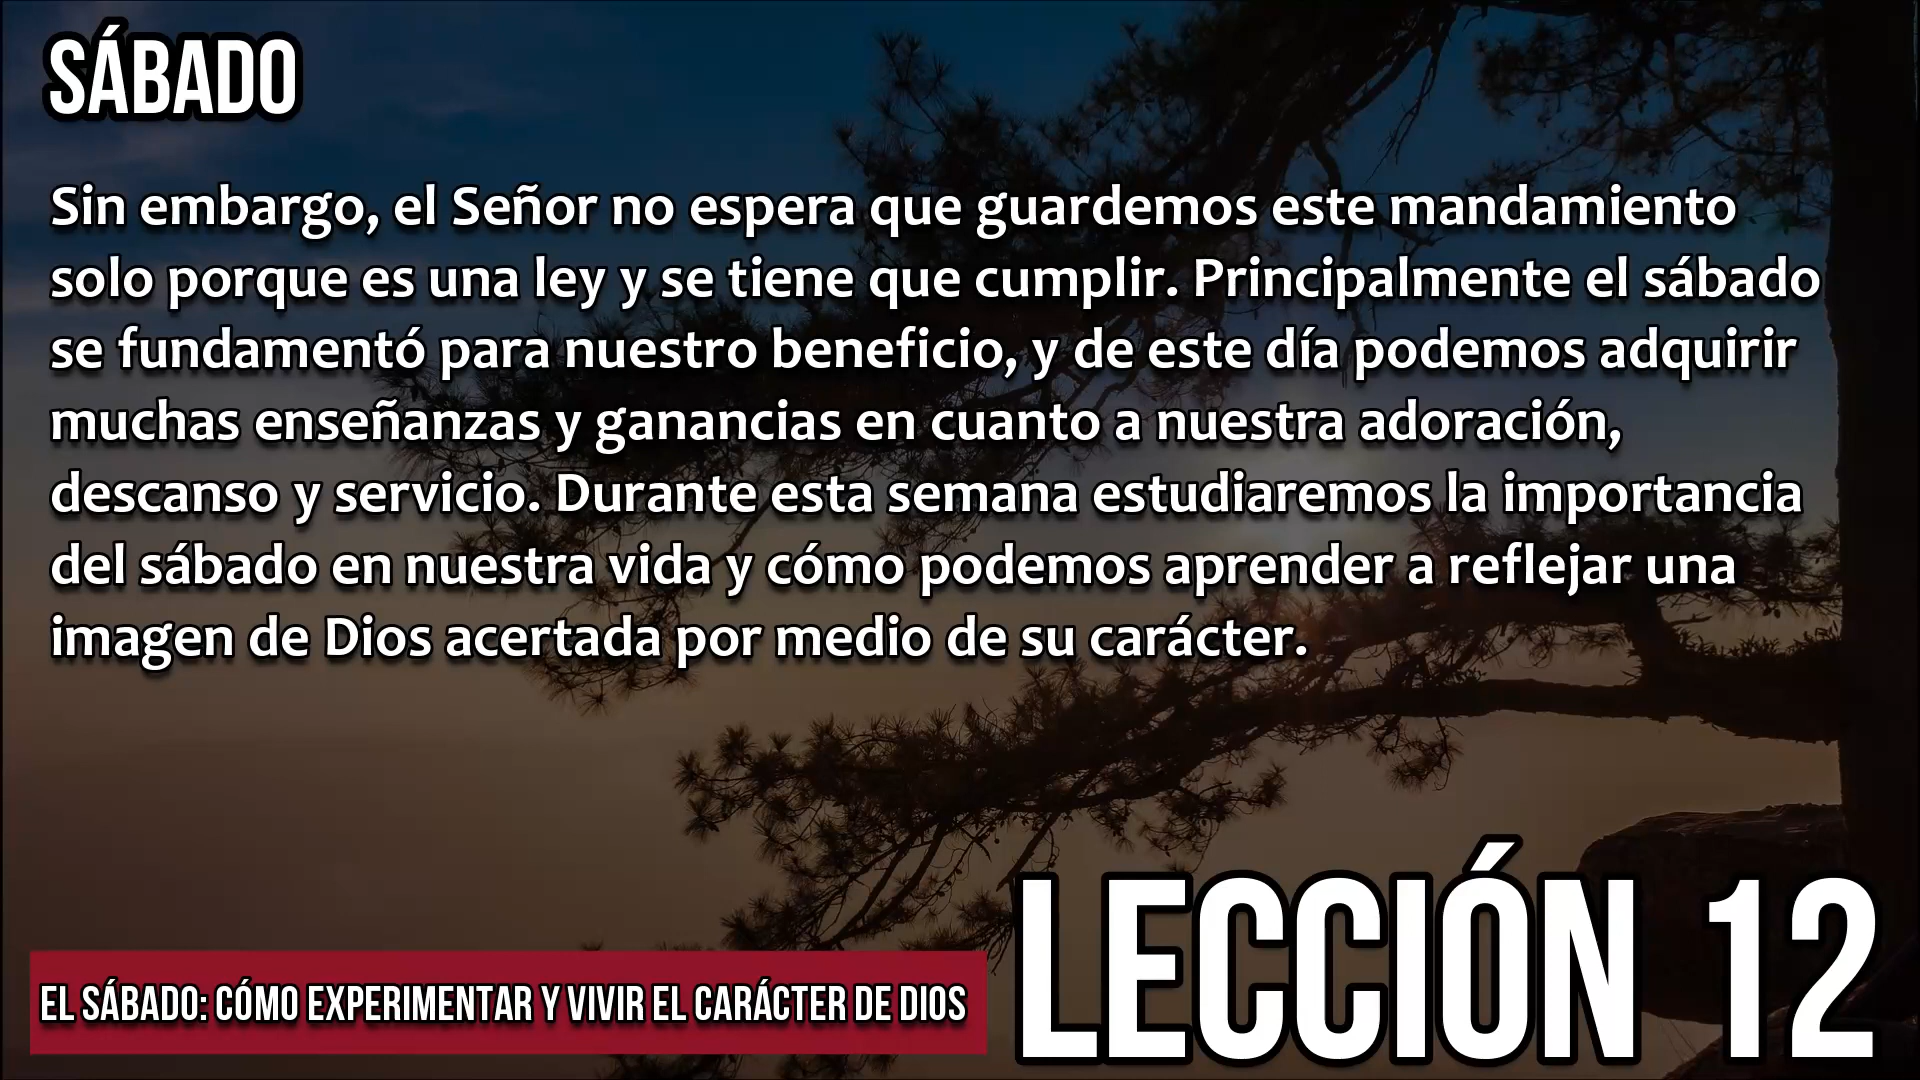 SÁBADO
Sin embargo, el Señor no espera que guardemos este mandamiento
solo porque es una ley y se tiene que cumplir. Principalmente el sábado
se fundamentó para nuestro beneficio, y de este día podemos adquirir
muchas enseñanzas y ganancias en cuanto a nuestra adoración,
descanso y servicio. Durante esta semana estudiaremos la importancia
del sábado en nuestra vida y cómo podemos aprender a reflejar una
imagen de Dios acertada por medio de su carácter.
EL SÁBADO: CÓMO EXPERIMENTAR Y VIVIR EL CARÁCTER DE DIOS
LECCIÓN 12